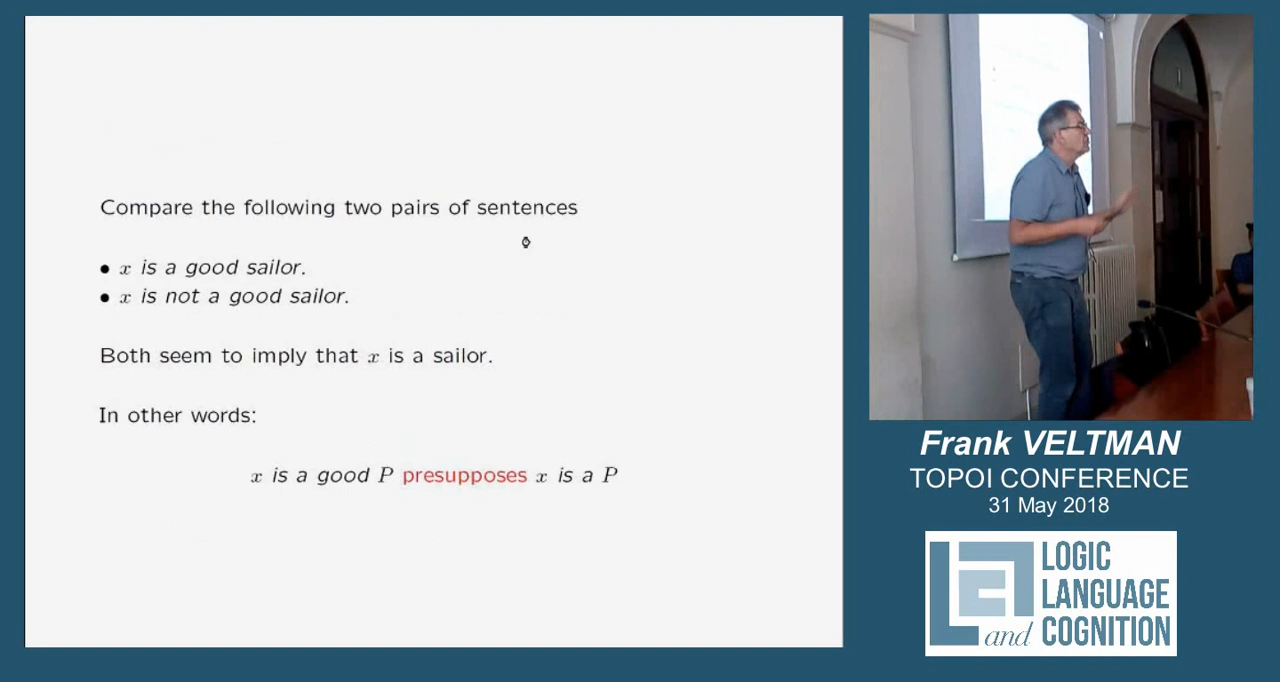 Compare the following two pairs of sentences
• x is a good sailor.
• x is not a good sailor.
Both seem to imply that x is a sailor.
In other words:
x is a good P presupposes x is a P
Frank VELTMAN
TOPOI CONFERENCE
31 May 2018
LOGIC
LANGUAGE
and COGNITION